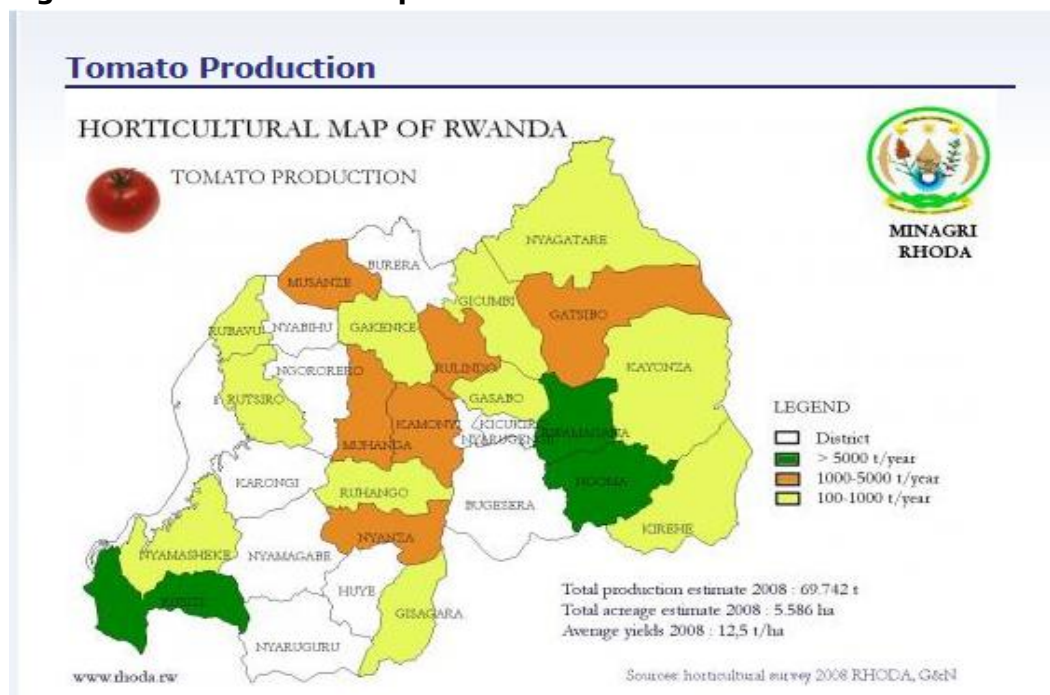 Tomato Production
HORTICULTURAL MAP OF RWANDA
TOMATO PRODUCTION
MINAGRI
RHODA
NYAGATARE
BURERA
MUSANZE
GICUMBI
GATSIBO
RUBAVU
NYABIHU
GAKENKE
RULINDO
KAYONZA
NGORORERO
RUTSIRO
GASABO
KAMONYI
KICUKIRO
MUHANGA
KARONGI
RUHANGO
NGOMA
BUGESERA
KIREHE
NYANZA
NYAMASHEKE
NYAMAGABE
HUYE
GISAGARA
NYARUGURU
LEGEND
District
> 5000 t/year
1000-5000 t/year
100-1000 t/year
Total production estimate 2008 : 69.742 t
Total acreage estimate 2008 : 5.586 ha
Average yields 2008 : 12,5 t/ha
www.rhoda.rw
Sources: horticultural survey 2008 RHODA, G&N